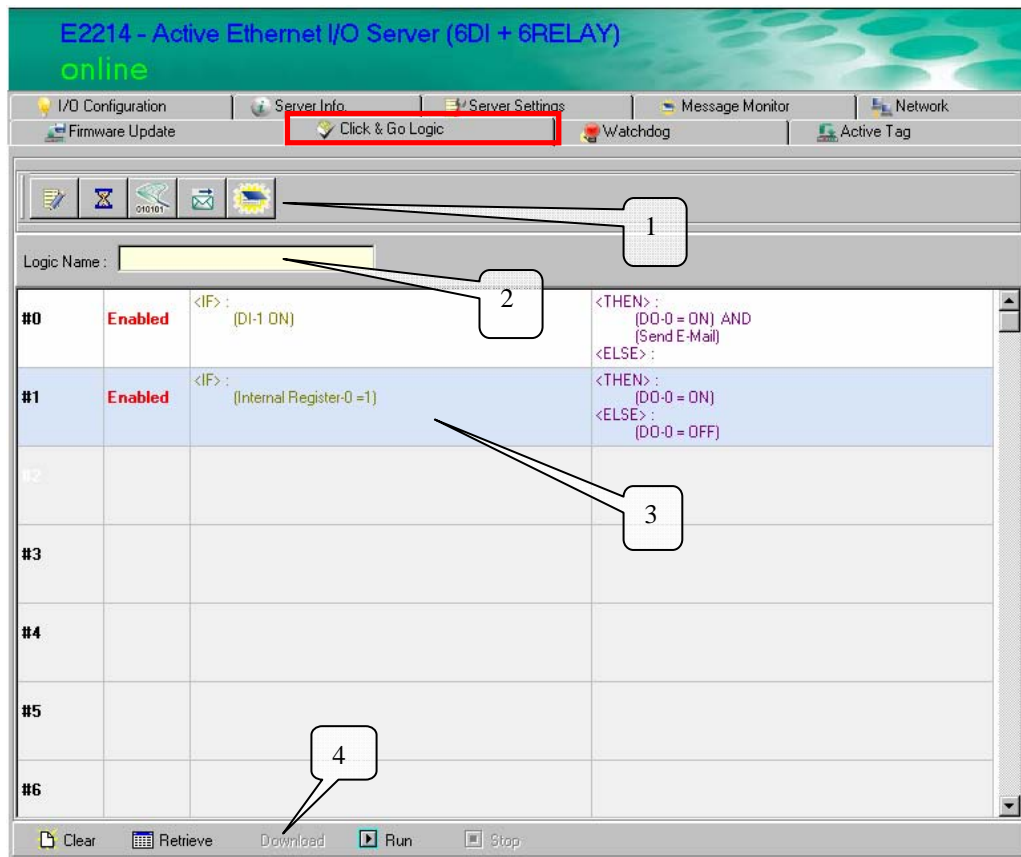 E2214 - Active Ethernet I/O Server (6DI + 6RELAY)
online
I/O Configuration Server Info. Server Settings Message Monitor Network
Firmware Update Click & Go Logic Watchdog Active Tag
010101
1
Logic Name :
2
#0 Enabled <IF> : <THEN> :
(DI-1 ON) (DO-0 = ON) AND
(Send E-Mail)
<ELSE> :
#1 Enabled <IF> : <THEN> :
(Internal Register-0 =1) (DO-0 = ON)
<ELSE> :
(DO-0 = OFF)
#2
3
#3
#4
#5
4
#6
Clear Retrieve Download Run Stop